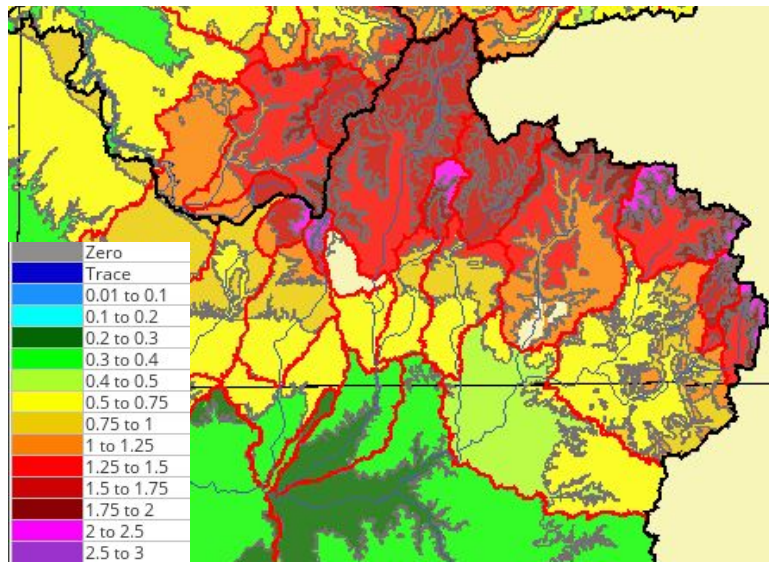 Zero
Trace
0.01 to 0.1
0.1 to 0.2
0.2 to 0.3
0.3 to 0.4
0.4 to 0.5
0.5 to 0.75
0.75 to 1
1 to 1.25
1.25 to 1.5
1.5 to 1.75
1.75 to 2
2 to 2.5
2.5 to 3